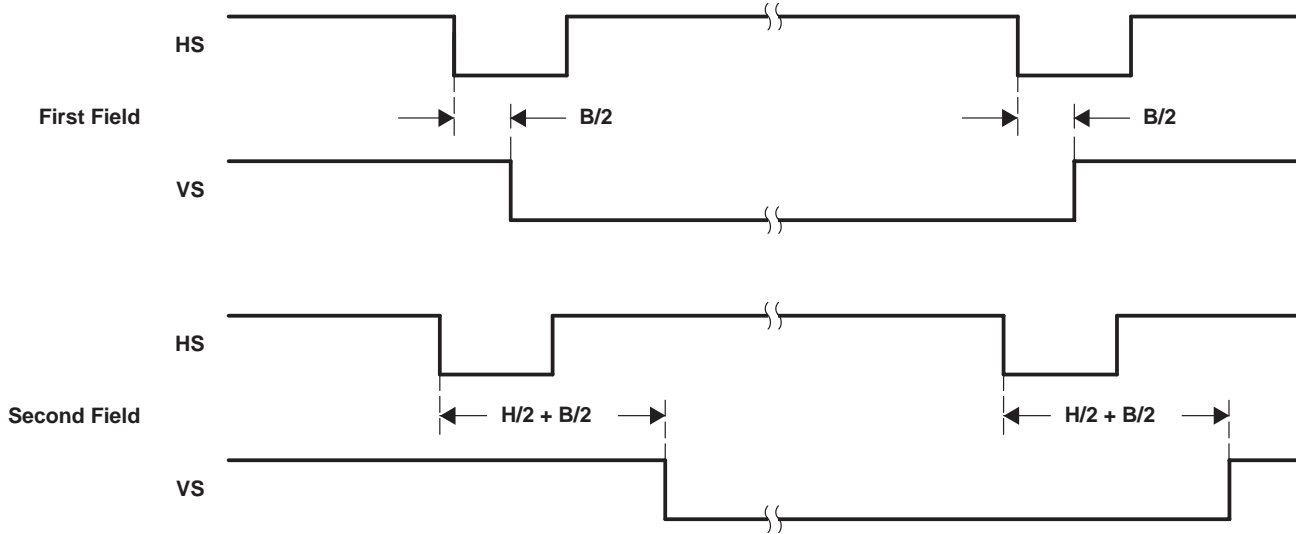 HS
First Field
B/2
B/2
VS
HS
Second Field
H/2 + B/2
H/2 + B/2
VS